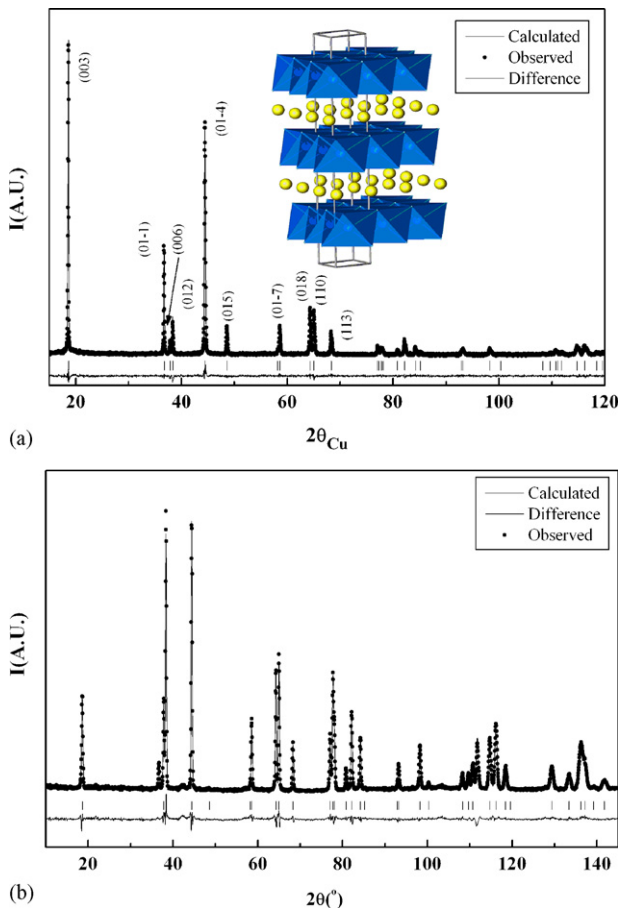 Calculated
Observed
Difference
(003)
(01-4)
(01-1)
(006)
(012)
(015)
(01-7)
(018)
(110)
(113)
I(A.U.)
20 40 60 80 100 120
(a)
2θCu
Calculated
Difference
Observed
I(A.U.)
20 40 60 80 100 120 140
(b)
2θ(°)